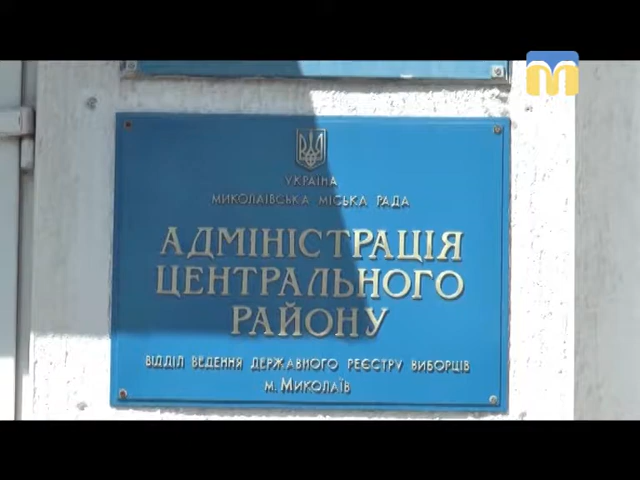 УКРАЇНА
МИКОЛАЇВСЬКА МІСЬКА РАДА
АДМІНІСТРАЦІЯ
ЦЕНТРАЛЬНОГО
РАЙОНУ
ВІДДІЛ ВЕДЕННЯ ДЕРЖАВНОГО РЕЄСТРУ ВИБОРЦІВ
М. МИКОЛАЇВ